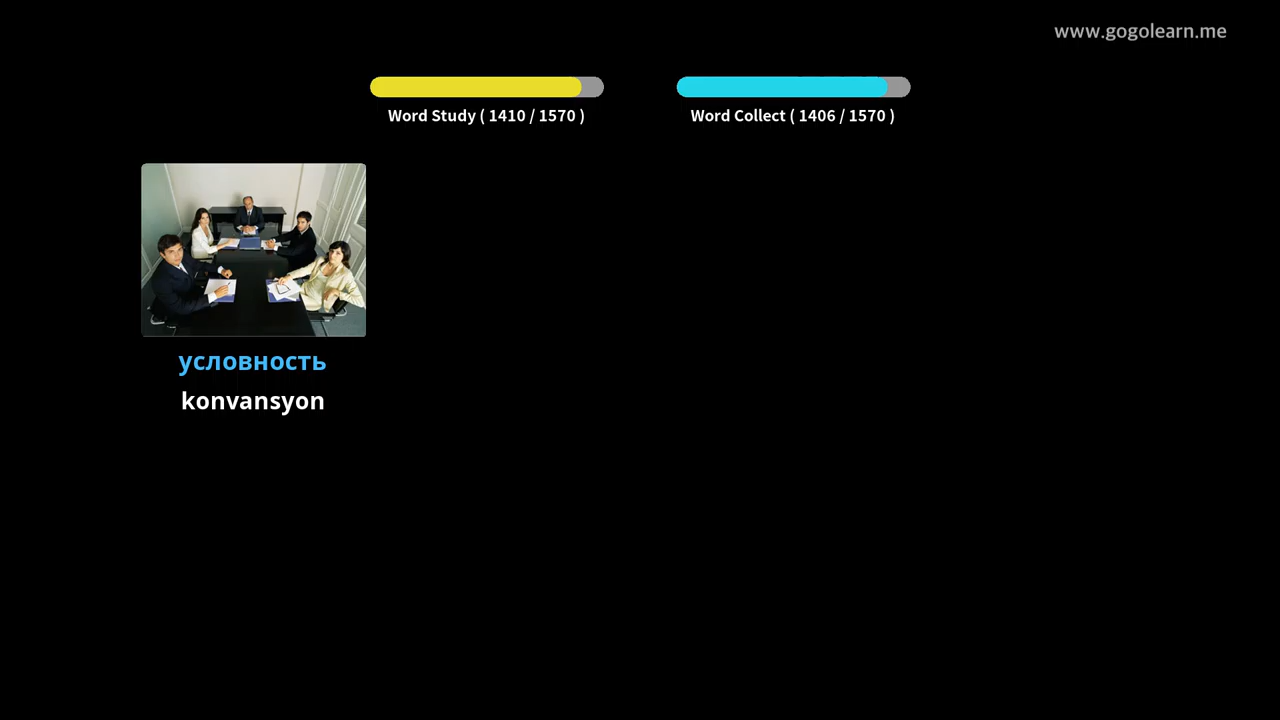 www.gogolearn.me
Word Study ( 1410 / 1570 )
Word Collect ( 1406 / 1570 )
условность
konvansyon